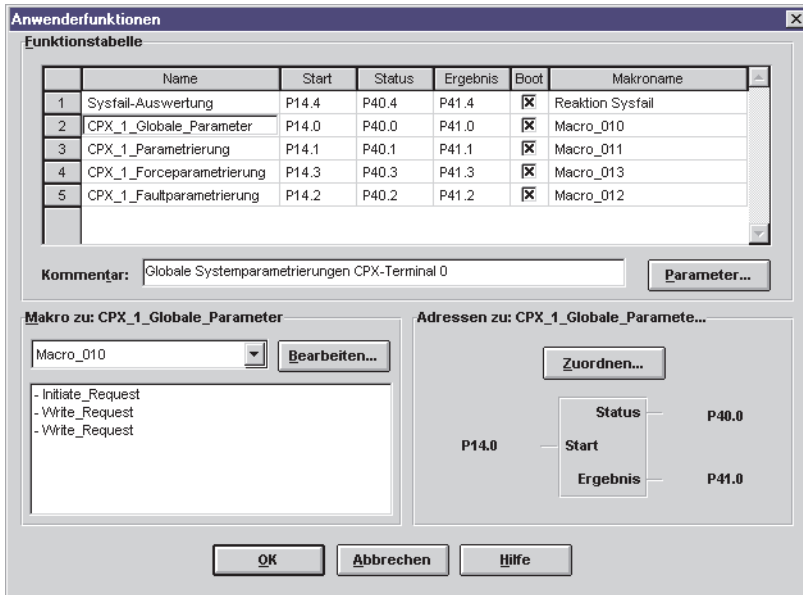 Anwenderfunktionen
Funktionstabelle
Name Start Status Ergebnis Boot Makroname
1 Sysfail-Auswertung P14.4 P40.4 P41.4 Reaktion Sysfail
2 CPX_1_Globale_Parameter P14.0 P40.0 P41.0 Macro_010
3 CPX_1_Parametrierung P14.1 P40.1 P41.1 Macro_011
4 CPX_1_Forceparametrierung P14.3 P40.3 P41.3 Macro_013
5 CPX_1_Faultparametrierung P14.2 P40.2 P41.2 Macro_012
Kommentar: Globale Systemparametrierungen CPX-Terminal 0 Parameter...
Makro zu: CPX_1_Globale_Parameter
Macro_010 Bearbeiten...
- Initiate_Request
- Write_Request
- Write_Request
Adressen zu: CPX_1_Globale_Paramete...
Zuordnen...
Status P40.0
P14.0 Start
Ergebnis P41.0
OK Abbrechen Hilfe